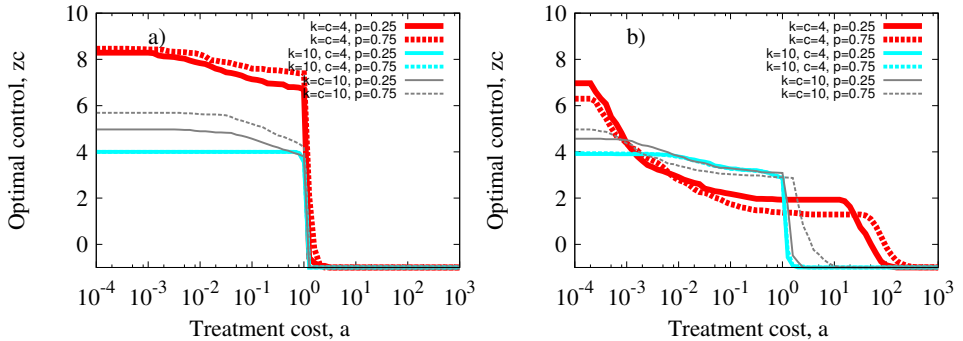 a)
k=c=4, p=0.25
k=c=4, p=0.75
k=10, c=4, p=0.25
k=10, c=4, p=0.75
k=c=10, p=0.25
k=c=10, p=0.75
Optimal control, zc
10
8
6
4
2
0
10^-4 10^-3 10^-2 10^-1 10^0 10^1 10^2 10^3
Treatment cost, a
b)
k=c=4, p=0.25
k=c=4, p=0.75
k=10, c=4, p=0.25
k=10, c=4, p=0.75
k=c=10, p=0.25
k=c=10, p=0.75
Optimal control, zc
10
8
6
4
2
0
10^-4 10^-3 10^-2 10^-1 10^0 10^1 10^2 10^3
Treatment cost, a